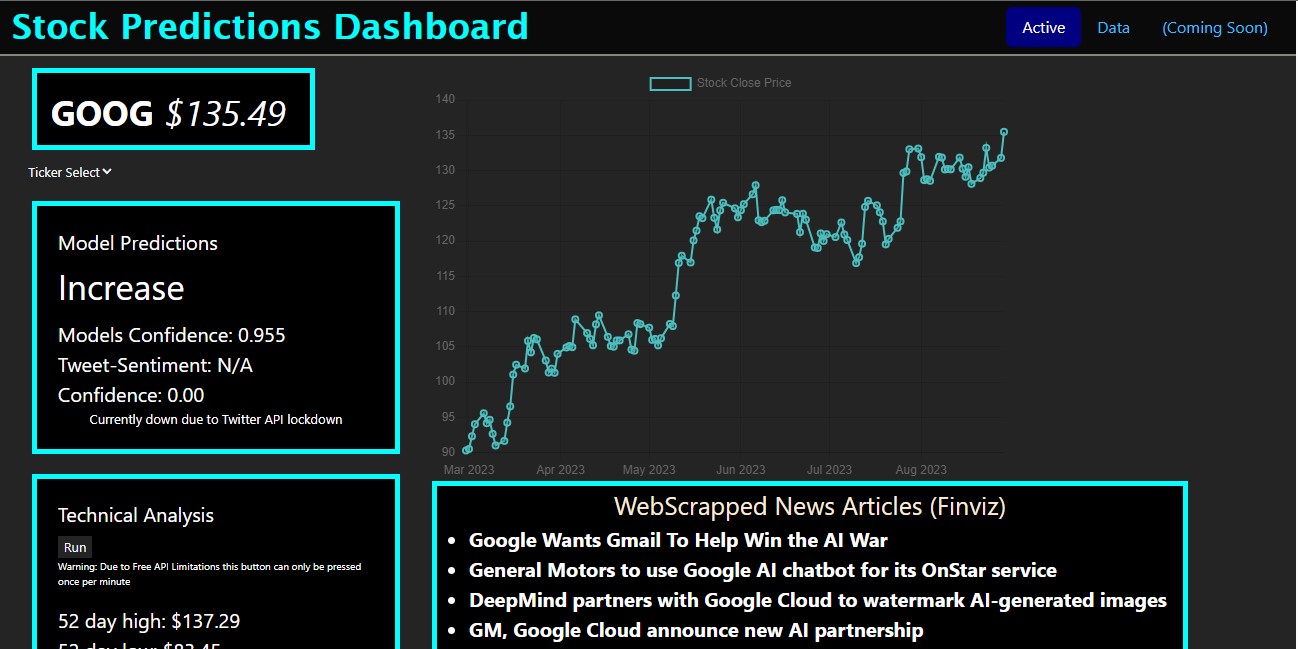 Stock Predictions Dashboard
Active
Data
(Coming Soon)
GOOG $135.49
Ticker Select
Model Predictions
Increase
Models Confidence: 0.955
Tweet-Sentiment: N/A
Confidence: 0.00
Currently down due to Twitter API lockdown
Technical Analysis
Run
Warning: Due to Free API Limitations this button can only be pressed
once per minute
52 day high: $137.29
52 day low: $83.45
Stock Close Price
140
135
130
125
120
115
110
105
100
95
90
Mar 2023
Apr 2023
May 2023
Jun 2023
Jul 2023
Aug 2023
WebScrapped News Articles (Finviz)
Google Wants Gmail To Help Win the AI War
General Motors to use Google AI chatbot for its OnStar service
DeepMind partners with Google Cloud to watermark AI-generated images
GM, Google Cloud announce new AI partnership